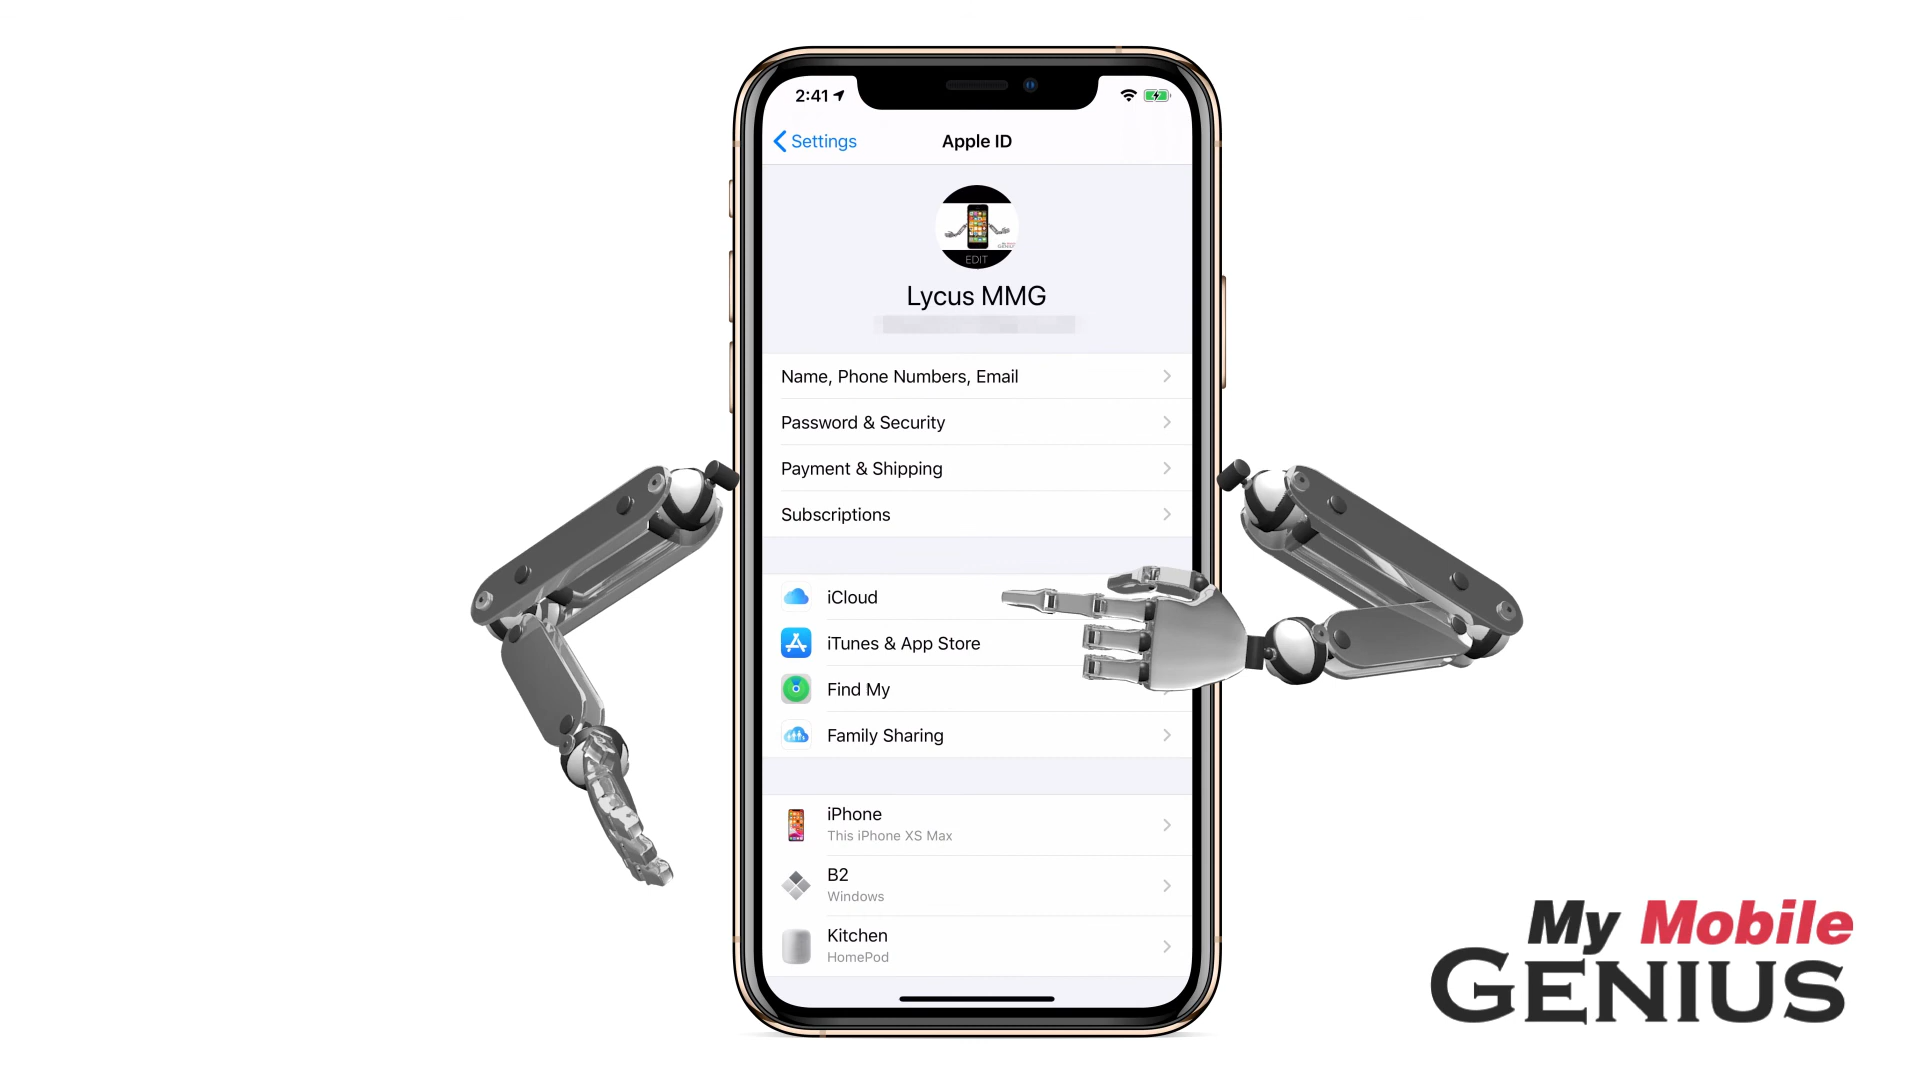 2:41
Settings
Apple ID
EDIT
Lycus MMG
Name, Phone Numbers, Email
Password & Security
Payment & Shipping
Subscriptions
iCloud
iTunes & App Store
Find My
Family Sharing
iPhone
This iPhone XS Max
B2
Windows
Kitchen
HomePod
My Mobile
GENIUS